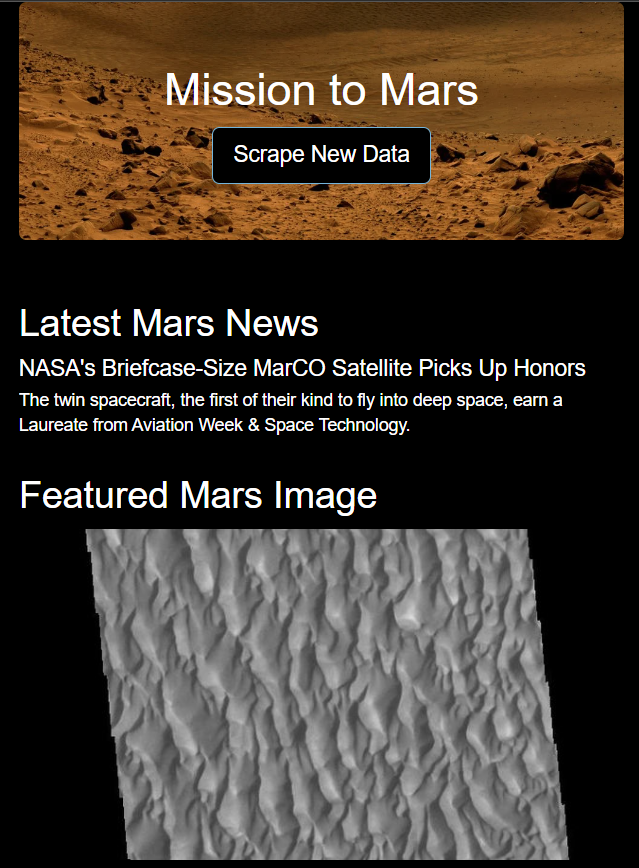 Mission to Mars
Scrape New Data
Latest Mars News
NASA's Briefcase-Size MarCO Satellite Picks Up Honors
The twin spacecraft, the first of their kind to fly into deep space, earn a
Laureate from Aviation Week & Space Technology.
Featured Mars Image